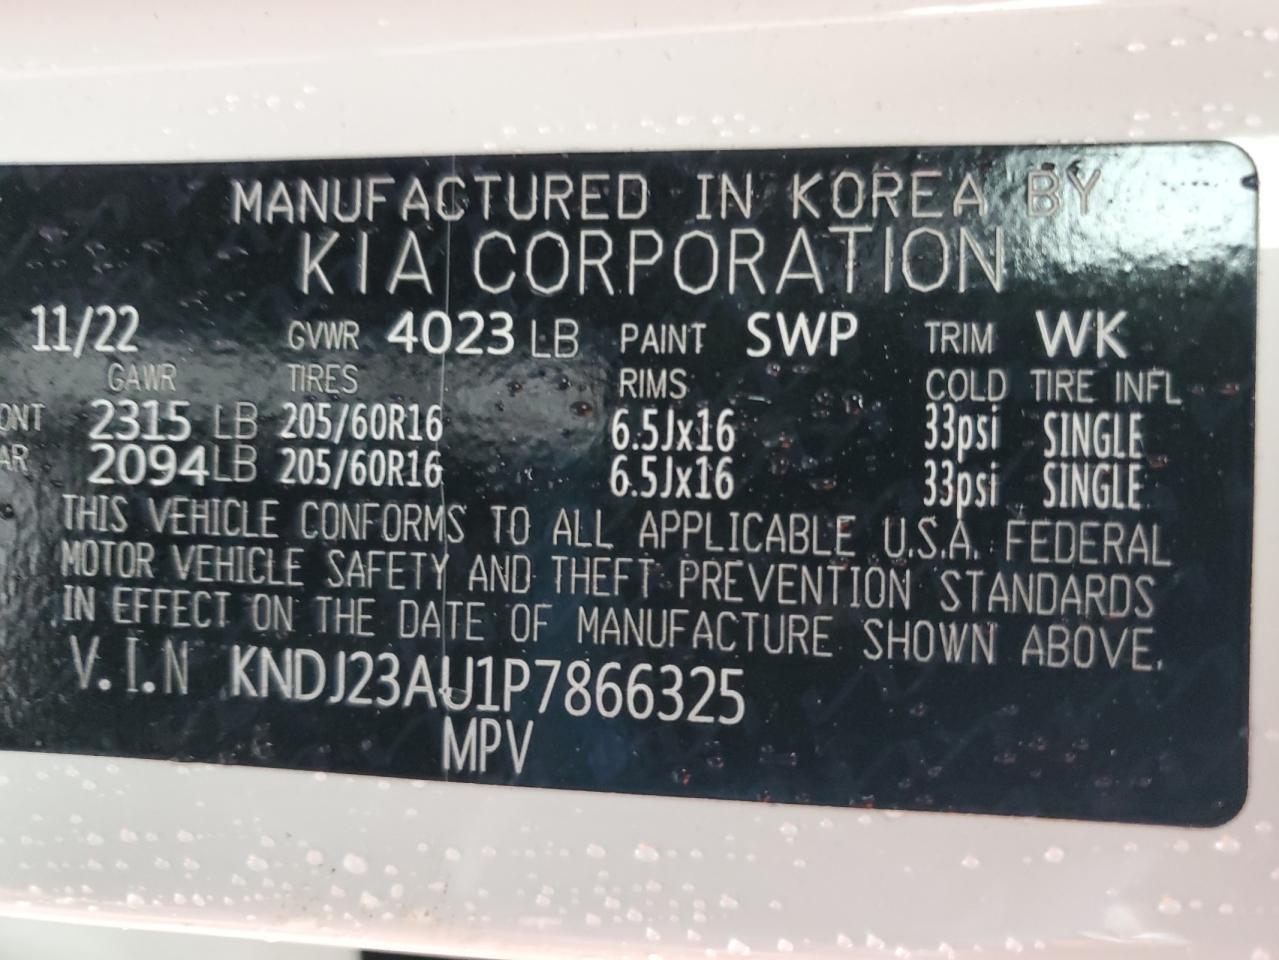 MANUFACTURED IN KOREA BY
KIA CORPORATION
11/22 GVWR 4023 LB PAINT SWP TRIM WK
GAWR TIRES RIMS COLD TIRE INFL
ONT 2315 LB 205/60R16 6.5Jx16 33psi SINGLE
AR 2094 LB 205/60R16 6.5Jx16 33psi SINGLE
THIS VEHICLE CONFORMS TO ALL APPLICABLE U.S.A. FEDERAL
MOTOR VEHICLE SAFETY AND THEFT PREVENTION STANDARDS
IN EFFECT ON THE DATE OF MANUFACTURE SHOWN ABOVE.
V.I.N KNDJ23AU1P7866325
MPV